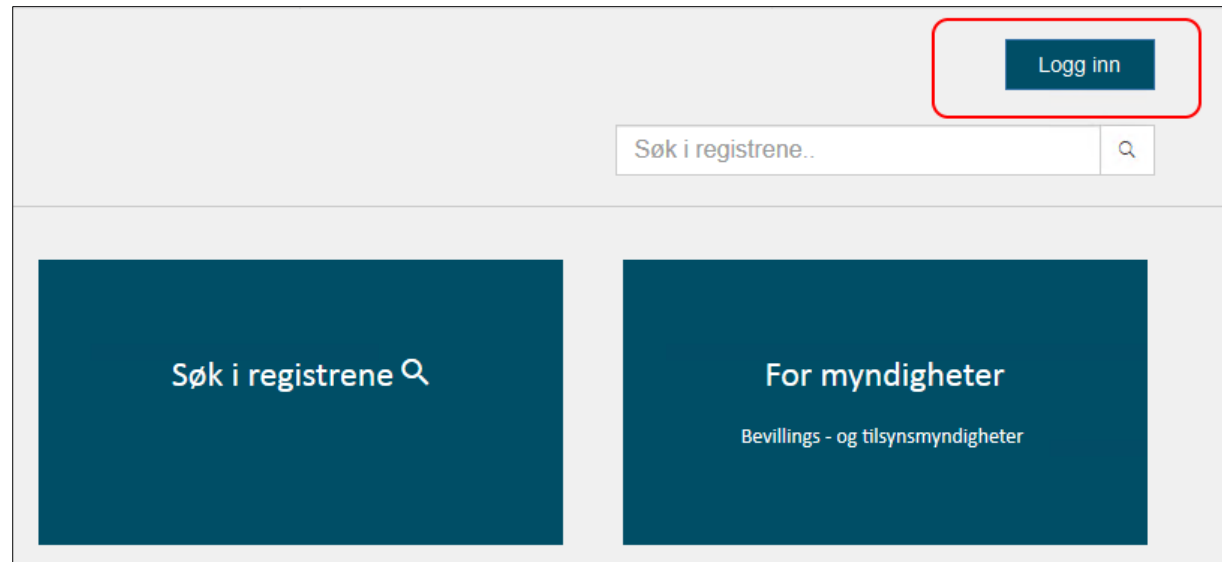 Logg inn
Søk i registrene..
Søk i registrene
For myndigheter
Bevillings - og tilsynsmyndigheter